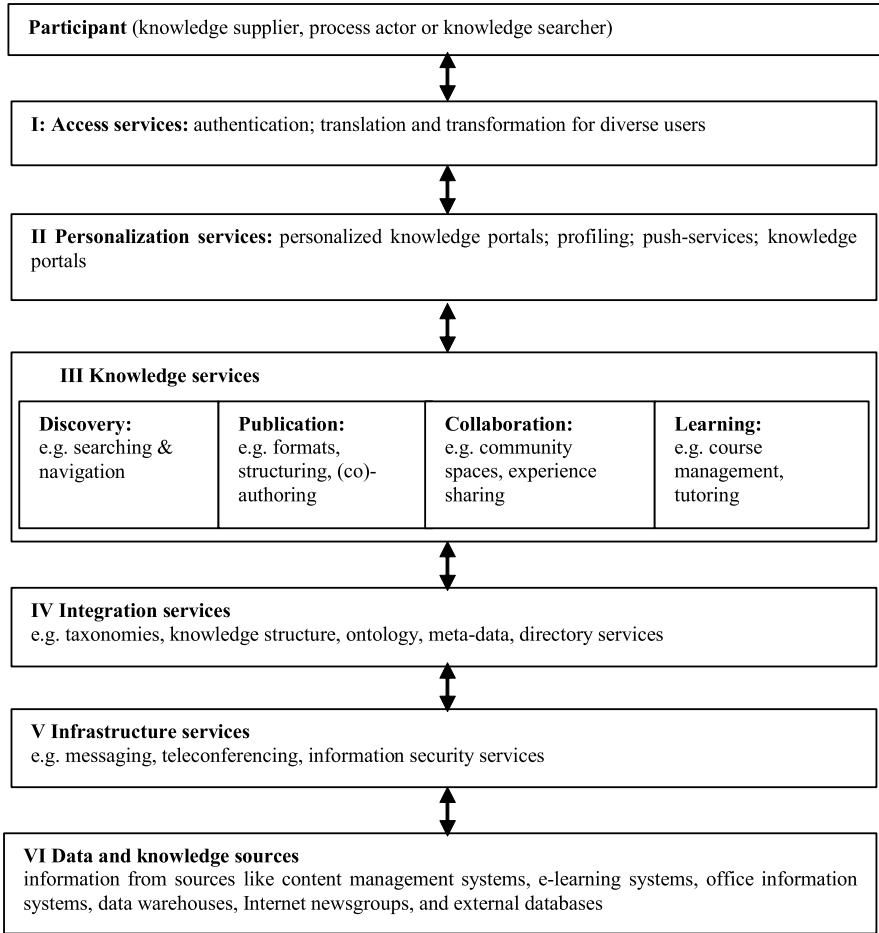 Participant (knowledge supplier, process actor or knowledge searcher)
I: Access services: authentication; translation and transformation for diverse users
II Personalization services: personalized knowledge portals; profiling; push-services; knowledge
portals
III Knowledge services
Discovery:
e.g. searching &
navigation
Publication:
e.g. formats,
structuring, (co)-
authoring
Collaboration:
e.g. community
spaces, experience
sharing
Learning:
e.g. course
management,
tutoring
IV Integration services
e.g. taxonomies, knowledge structure, ontology, meta-data, directory services
V Infrastructure services
e.g. messaging, teleconferencing, information security services
VI Data and knowledge sources
information from sources like content management systems, e-learning systems, office information
systems, data warehouses, Internet newsgroups, and external databases